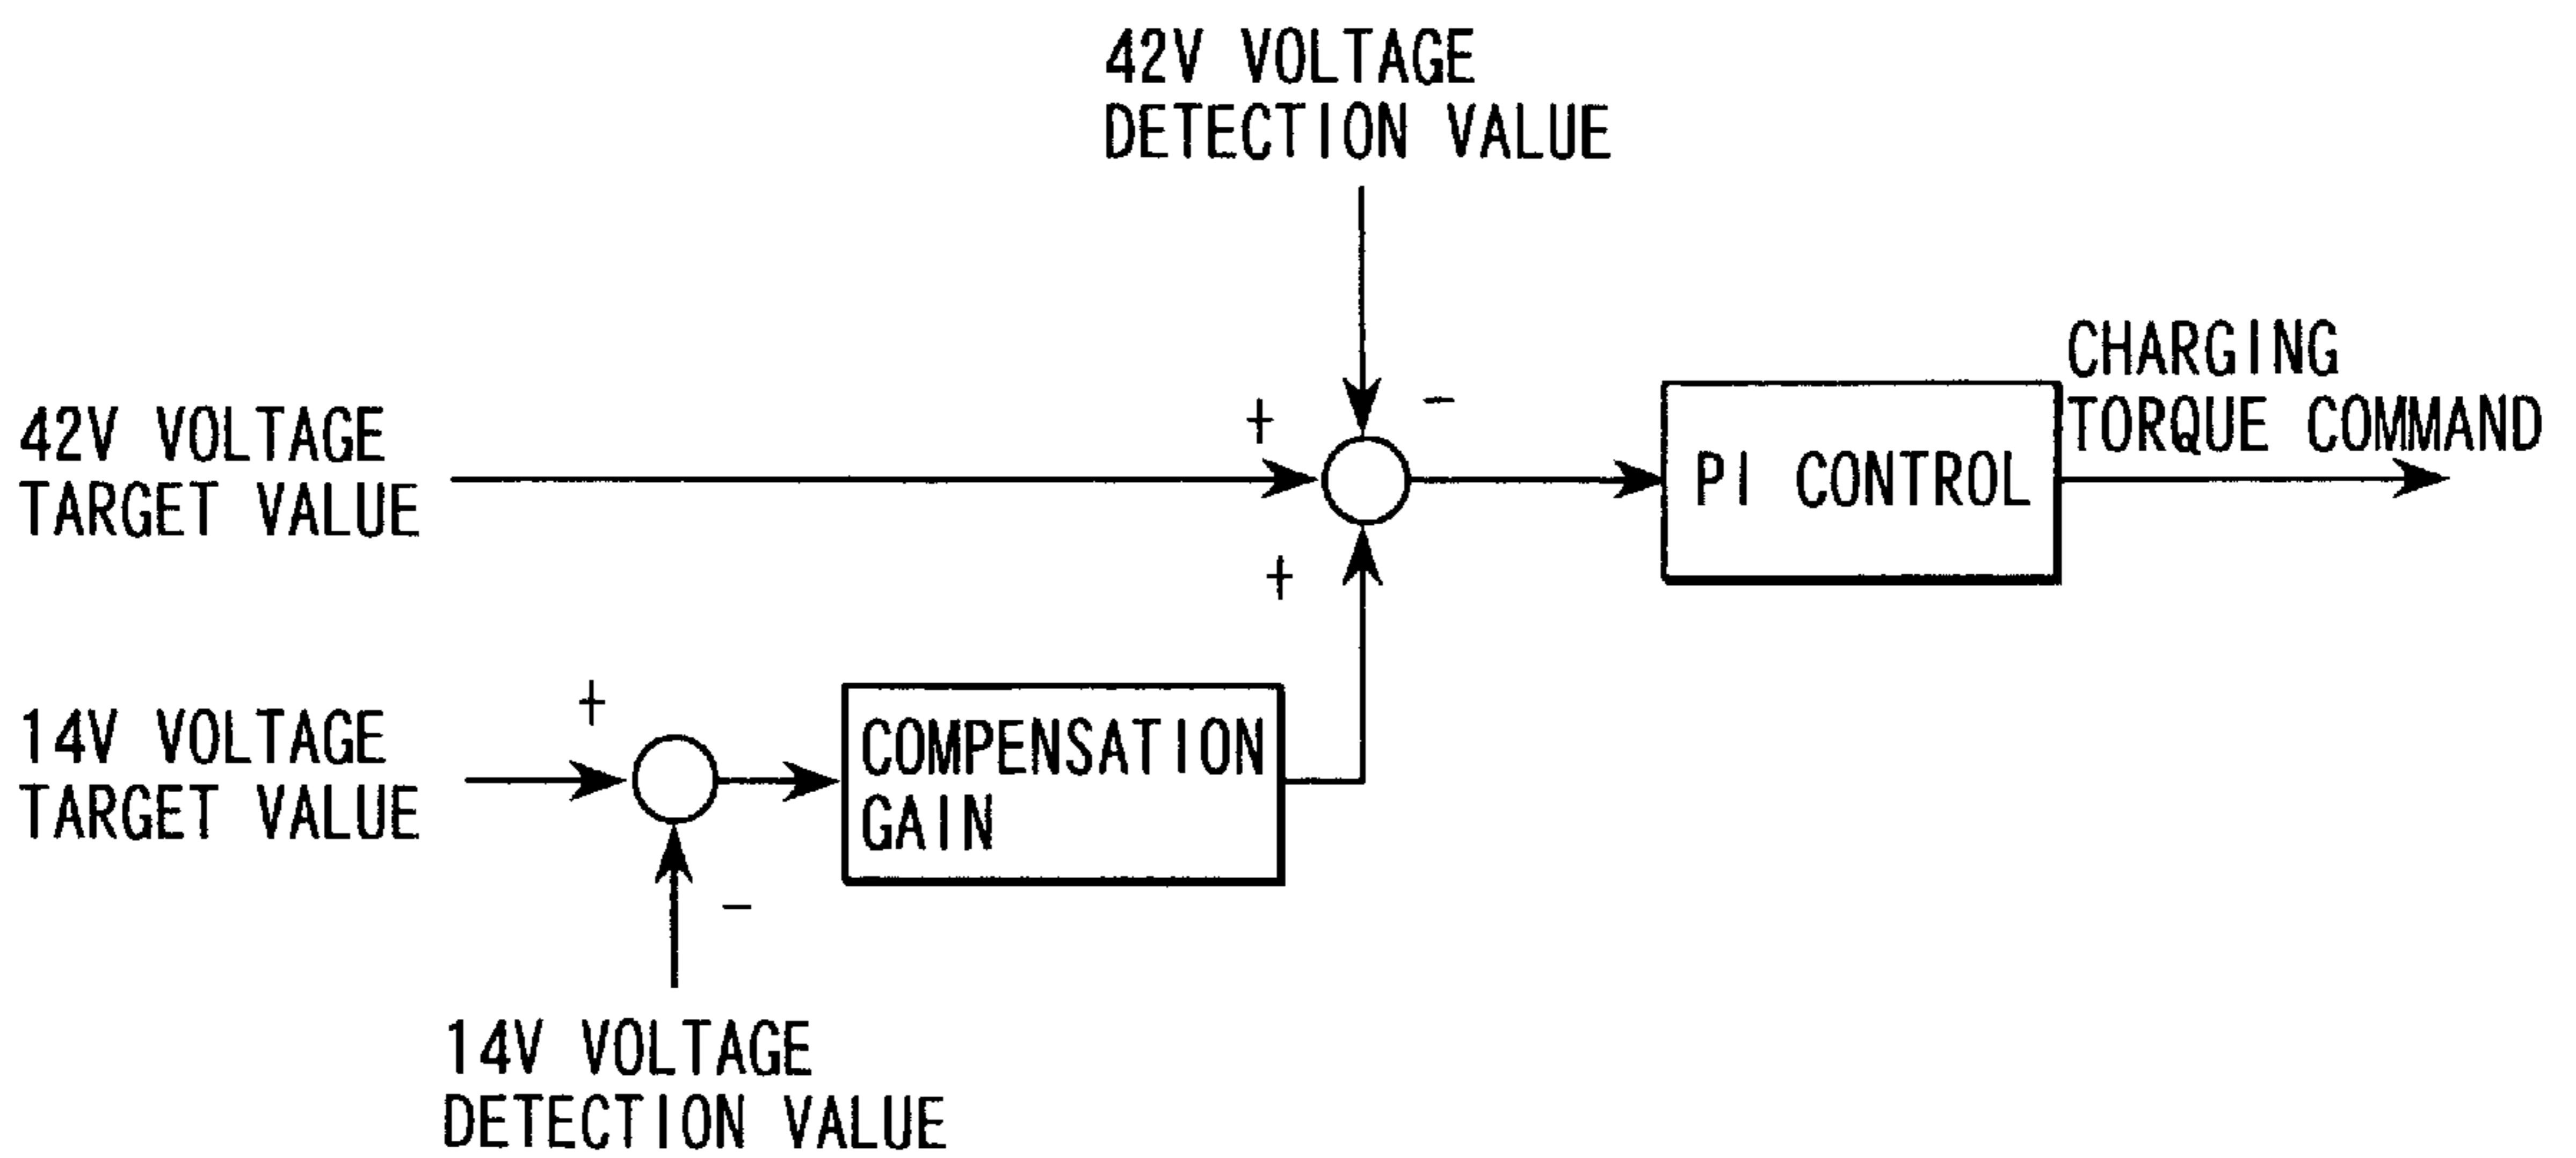 42V VOLTAGE
DETECTION VALUE
-
+
42V VOLTAGE
TARGET VALUE
+
PI CONTROL
CHARGING
TORQUE COMMAND
14V VOLTAGE
TARGET VALUE
+
-
COMPENSATION
GAIN
14V VOLTAGE
DETECTION VALUE